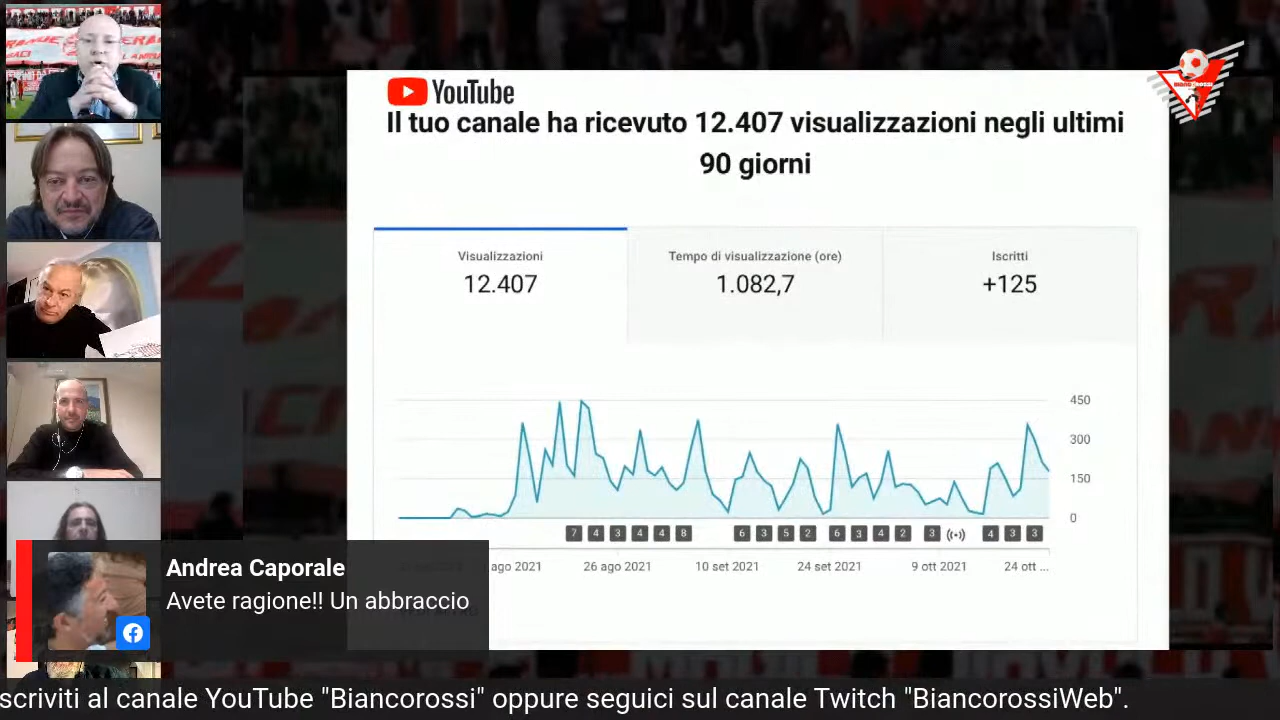 YouTube
Il tuo canale ha ricevuto 12.407 visualizzazioni negli ultimi
90 giorni
Visualizzazioni
12.407
Tempo di visualizzazione (ore)
1.082,7
Iscritti
+125
450
300
150
0
7 4 3 4 4 8 6 3 5 2 6 3 4 2 3 4 3 3
ago 2021 26 ago 2021 10 set 2021 24 set 2021 9 ott 2021 24 ott ...
Andrea Caporale
Avete ragione!! Un abbraccio
scriviti al canale YouTube "Biancorossi" oppure seguici sul canale Twitch "BiancorossiWeb".